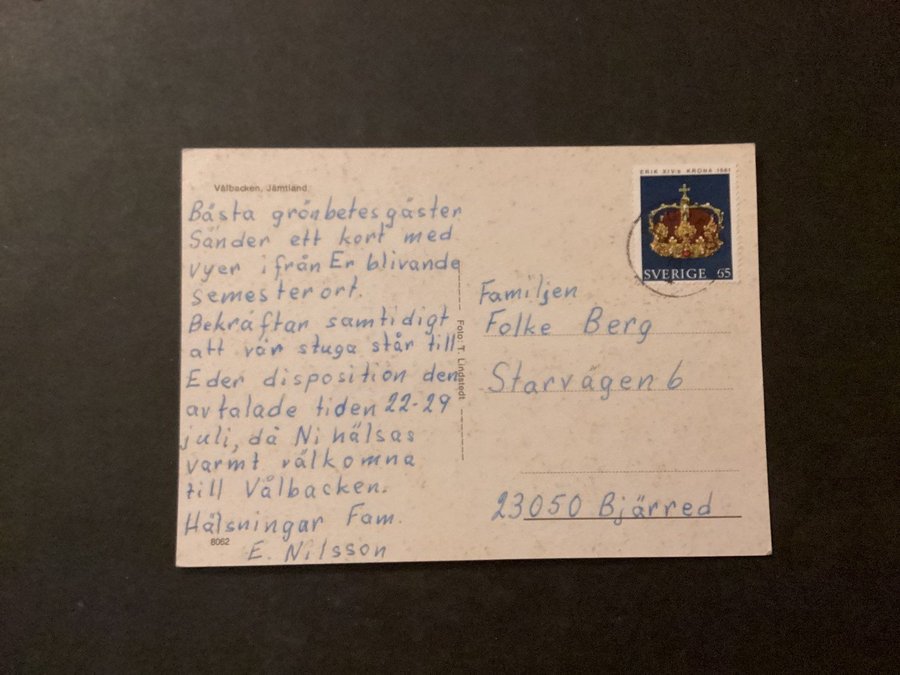 Vålbacken, Jämtland
Bästa grönbetesgäster
Sänder ett kort med
vyer ifrån Er blivande
semesterort.
Bekräftar samtidigt
att vår stuga står till
Eder disposition den
avtalade tiden 22-29
juli, då Ni hälsas
varmt välkomna
till Vålbacken.
Hälsningar Fam.
E. Nilsson
8062
Foto: T. Lindstedt
ERIK XIV:s KRONA 1561
SVERIGE 65
Familjen
Folke Berg
Starvägen 6
23050 Bjärred